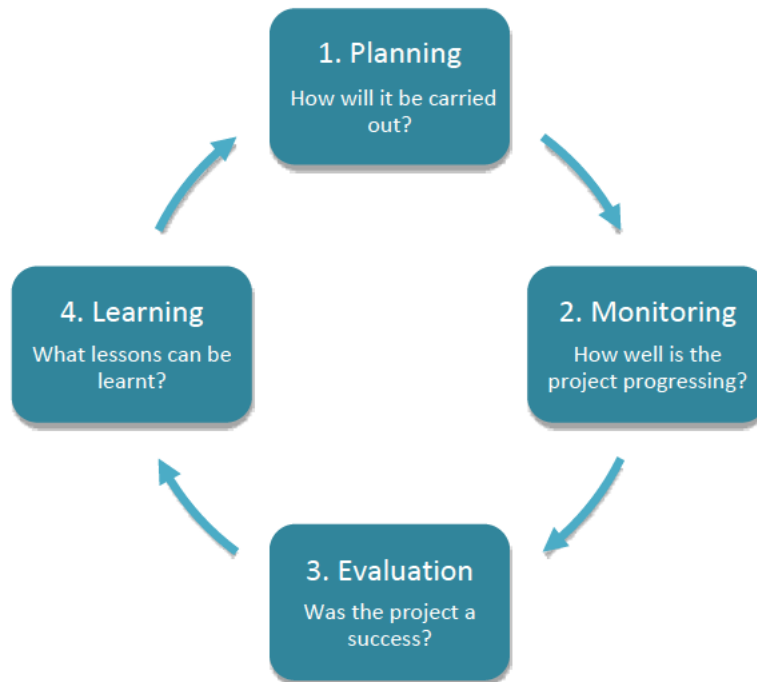 1. Planning
How will it be carried
out?
2. Monitoring
How well is the
project progressing?
3. Evaluation
Was the project a
success?
4. Learning
What lessons can be
learnt?